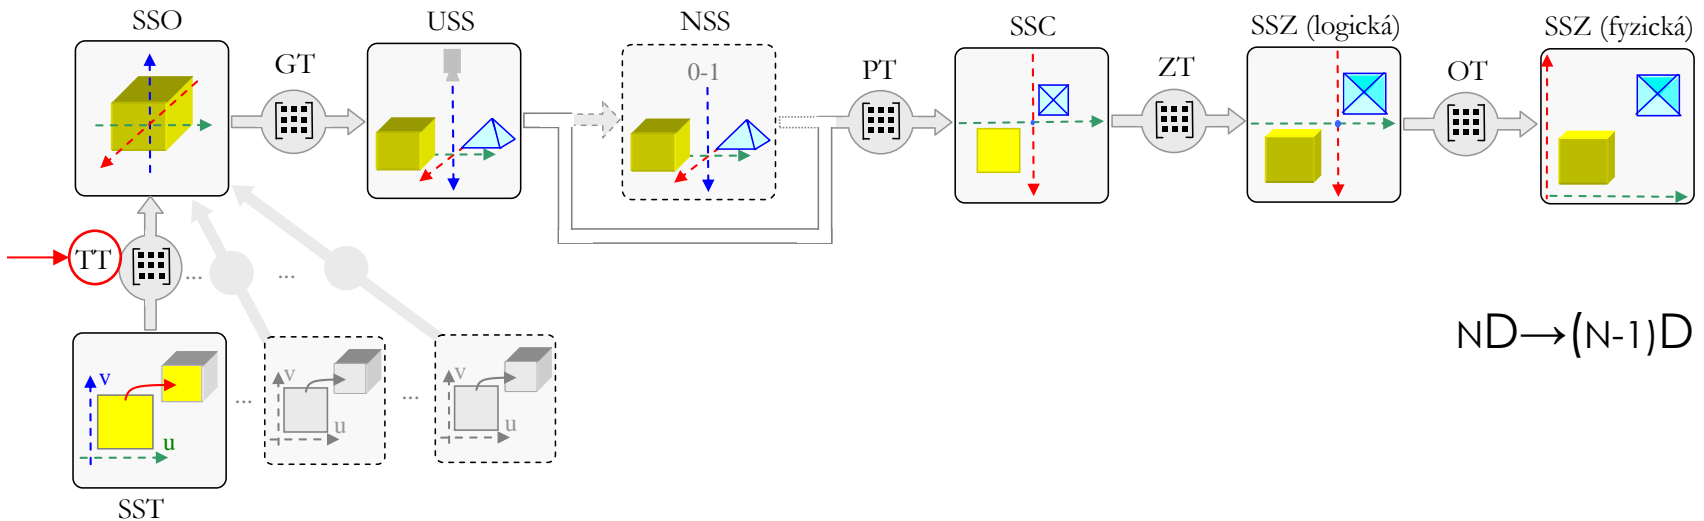 SSO
USS
NSS
SSC
SSZ (logická)
SSZ (fyzická)
GT
0-1
PT
ZT
OT
TT
...
...
ND→(N-1)D
v
u
...
v
u
...
v
u
SST